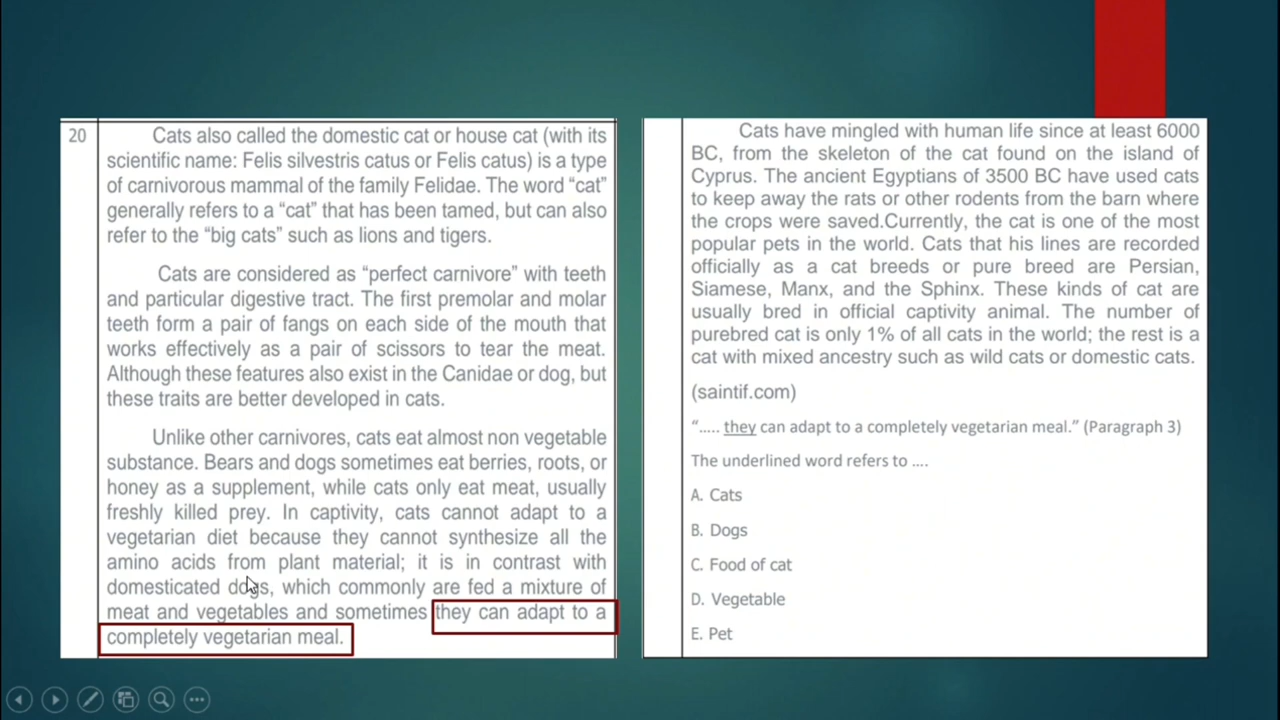 20
Cats also called the domestic cat or house cat (with its
scientific name: Felis silvestris catus or Felis catus) is a type
of carnivorous mammal of the family Felidae. The word “cat”
generally refers to a “cat” that has been tamed, but can also
refer to the “big cats” such as lions and tigers.
Cats are considered as “perfect carnivore” with teeth
and particular digestive tract. The first premolar and molar
teeth form a pair of fangs on each side of the mouth that
works effectively as a pair of scissors to tear the meat.
Although these features also exist in the Canidae or dog, but
these traits are better developed in cats.
Unlike other carnivores, cats eat almost non vegetable
substance. Bears and dogs sometimes eat berries, roots, or
honey as a supplement, while cats only eat meat, usually
freshly killed prey. In captivity, cats cannot adapt to a
vegetarian diet because they cannot synthesize all the
amino acids from plant material; it is in contrast with
domesticated dogs, which commonly are fed a mixture of
meat and vegetables and sometimes they can adapt to a
completely vegetarian meal.
Cats have mingled with human life since at least 6000
BC, from the skeleton of the cat found on the island of
Cyprus. The ancient Egyptians of 3500 BC have used cats
to keep away the rats or other rodents from the barn where
the crops were saved.Currently, the cat is one of the most
popular pets in the world. Cats that his lines are recorded
officially as a cat breeds or pure breed are Persian,
Siamese, Manx, and the Sphinx. These kinds of cat are
usually bred in official captivity animal. The number of
purebred cat is only 1% of all cats in the world; the rest is a
cat with mixed ancestry such as wild cats or domestic cats.
(saintif.com)
“..... they can adapt to a completely vegetarian meal.” (Paragraph 3)
The underlined word refers to ....
A. Cats
B. Dogs
C. Food of cat
D. Vegetable
E. Pet